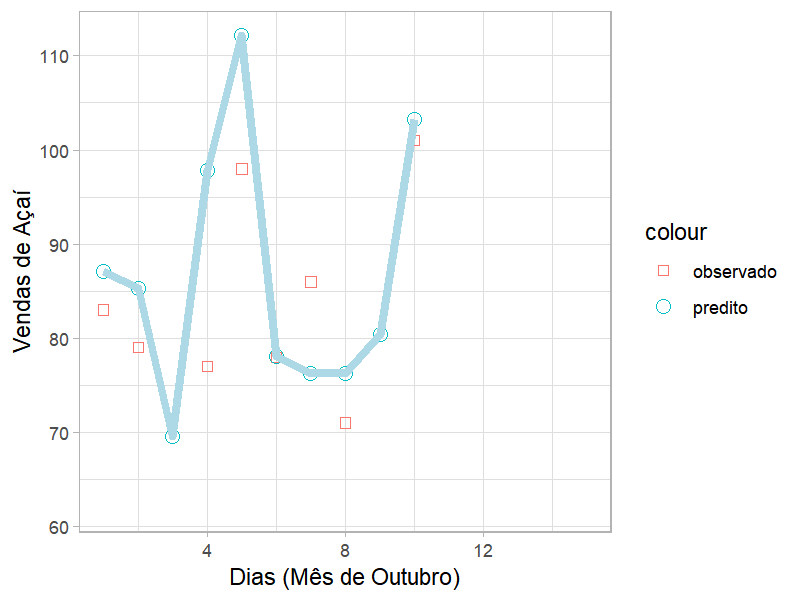 110
100
90
80
70
60
Vendas de Açaí
4
8
12
Dias (Mês de Outubro)
colour
observado
predito